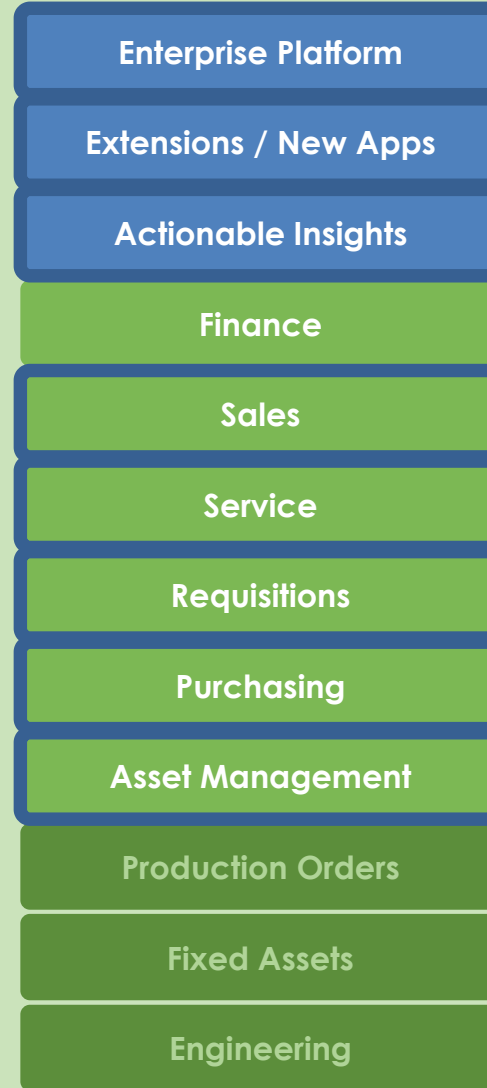 Enterprise Platform
Extensions / New Apps
Actionable Insights
Finance
Sales
Service
Requisitions
Purchasing
Asset Management
Production Orders
Fixed Assets
Engineering